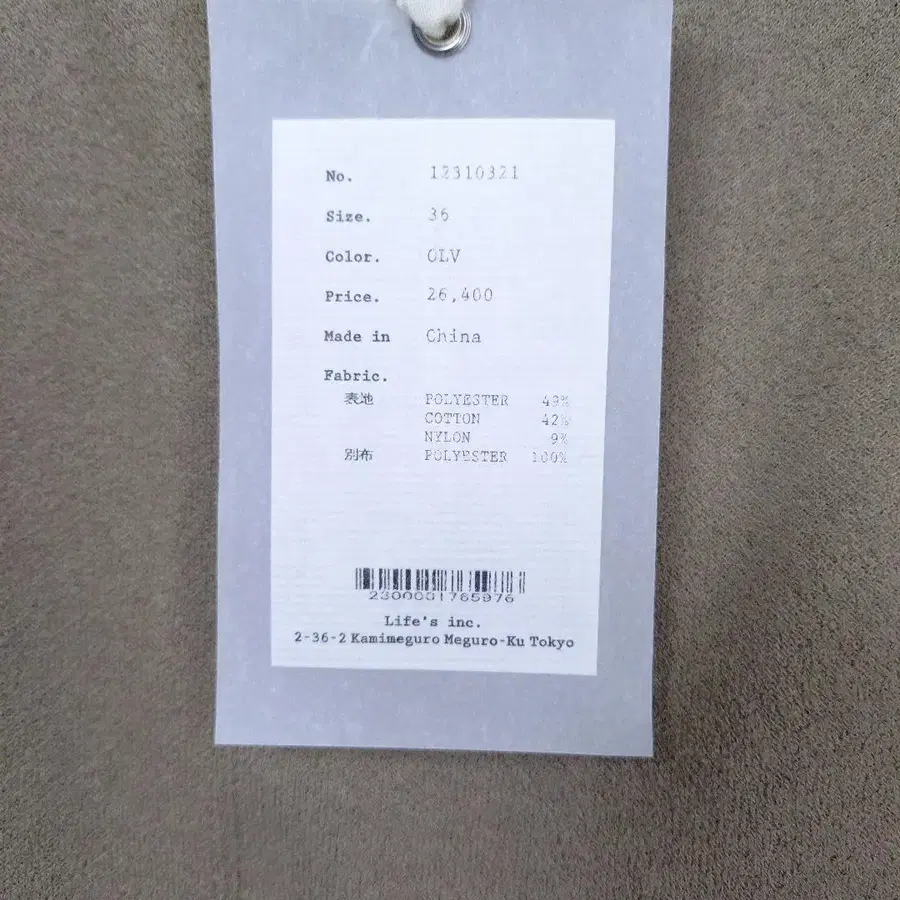 No. 12310321
Size. 36
Color. OLV
Price. 26,400
Made in China
Fabric.
表地 POLYESTER 49%
COTTON 42%
NYLON 9%
別布 POLYESTER 100%
2300001765976
Life's inc.
2-36-2 Kamimeguro Meguro-Ku Tokyo